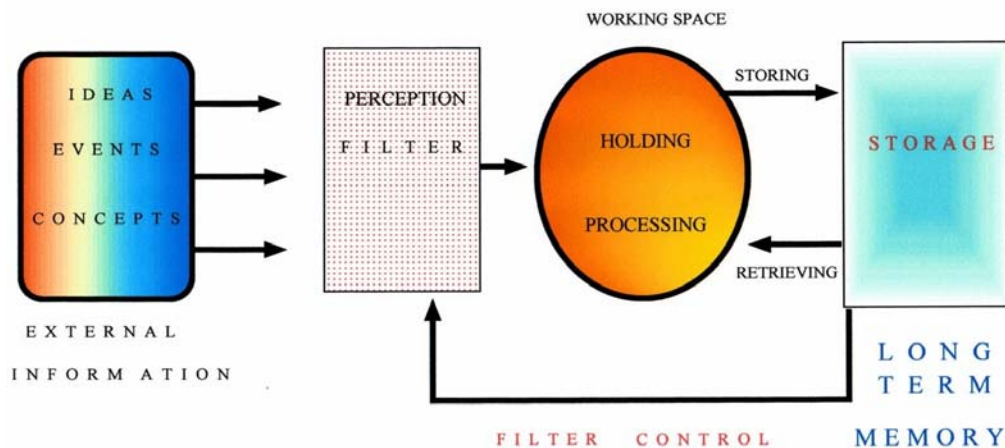 IDEAS
EVENTS
CONCEPTS
EXTERNAL
INFORMATION
PERCEPTION
FILTER
WORKING SPACE
HOLDING
PROCESSING
STORING
RETRIEVING
STORAGE
LONG
TERM
MEMORY
FILTER CONTROL